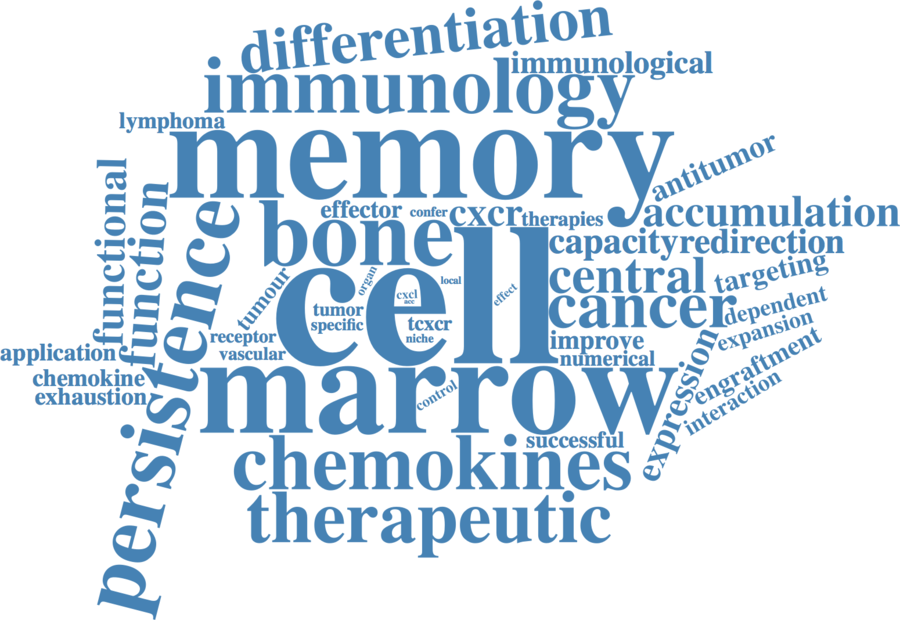 differentiation
immunological
immunology
lymphoma
memory
antitumor
functional
function
persistence
effector
confer
cxcr
therapies
accumulation
bone
capacity
redirection
cell
central
targeting
tumour
organ
local
effect
cxcl
acc
cancer
dependent
tumor
specific
tcxcr
niche
receptor
vascular
improve
numerical
expansion
application
chemokine
exhaustion
expression
engraftment
interaction
marrow
control
successful
chemokines
therapeutic